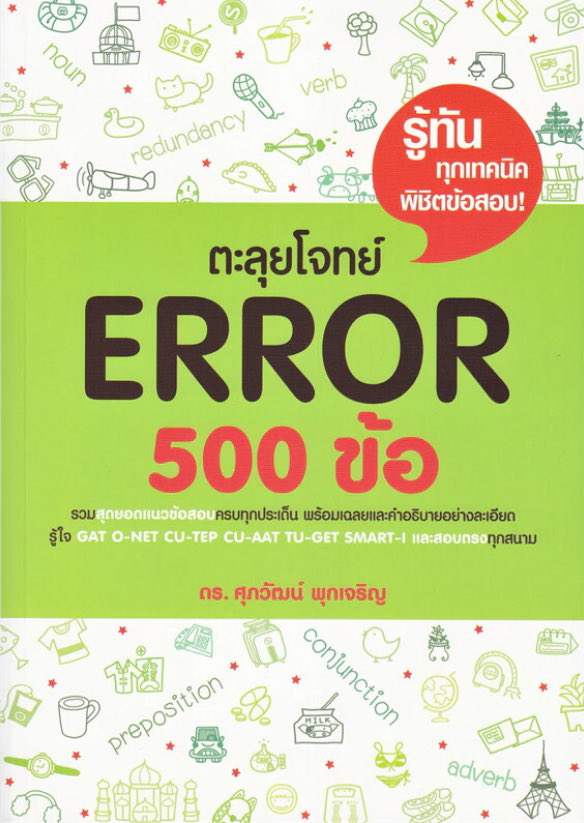 noun
verb
redundancy
รู้ทัน
ทุกเทคนิค
พิชิตข้อสอบ!
ตะลุยโจทย์
ERROR
500 ข้อ
รวมสุดยอดแนวข้อสอบครบทุกประเด็น พร้อมเฉลยและคำอธิบายอย่างละเอียด
รู้ใจ GAT O-NET CU-TEP CU-AAT TU-GET SMART-I และสอบตรงทุกสนาม
ดร. ศุภวัฒน์ พุกเจริญ
conjunction
preposition
MILK
adverb